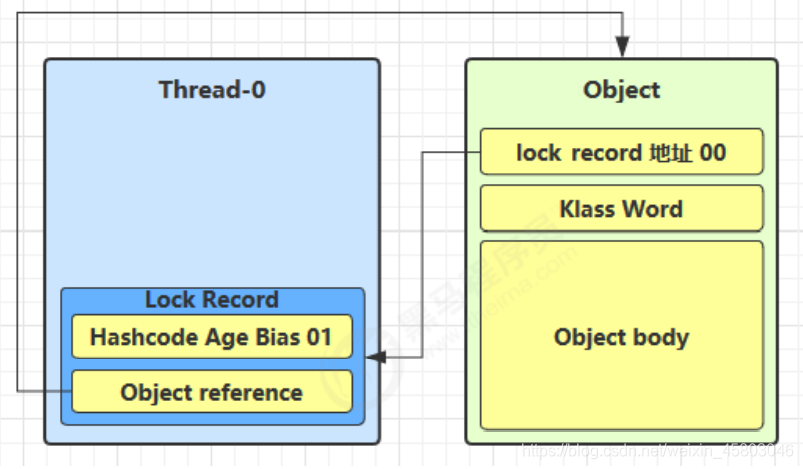 Thread-0
Lock Record
Hashcode Age Bias 01
Object reference
Object
lock record 地址 00
Klass Word
Object body
黑马程序员
www.itheima.com
https://blog.csdn.net/weixin_45803046